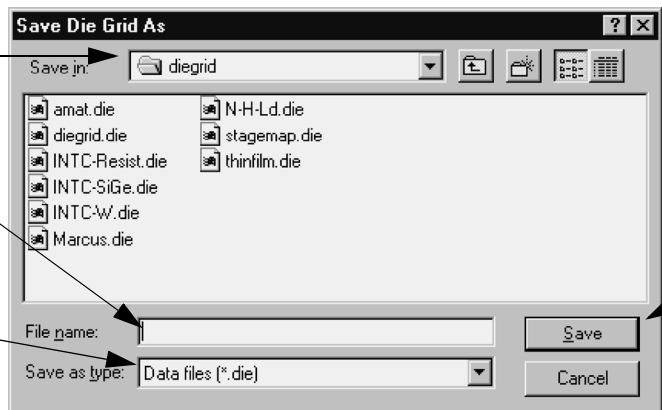 Save Die Grid As
Save in: diegrid
amat.die
diegrid.die
INTC-Resist.die
INTC-SiGe.die
INTC-W.die
Marcus.die
N-H-Ld.die
stagemap.die
thinfilm.die
File name:
Save
Save as type: Data files (*.die)
Cancel